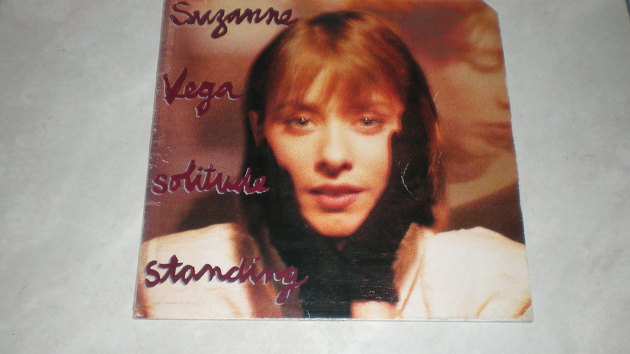 Suzanne
Vega
solitude
standing